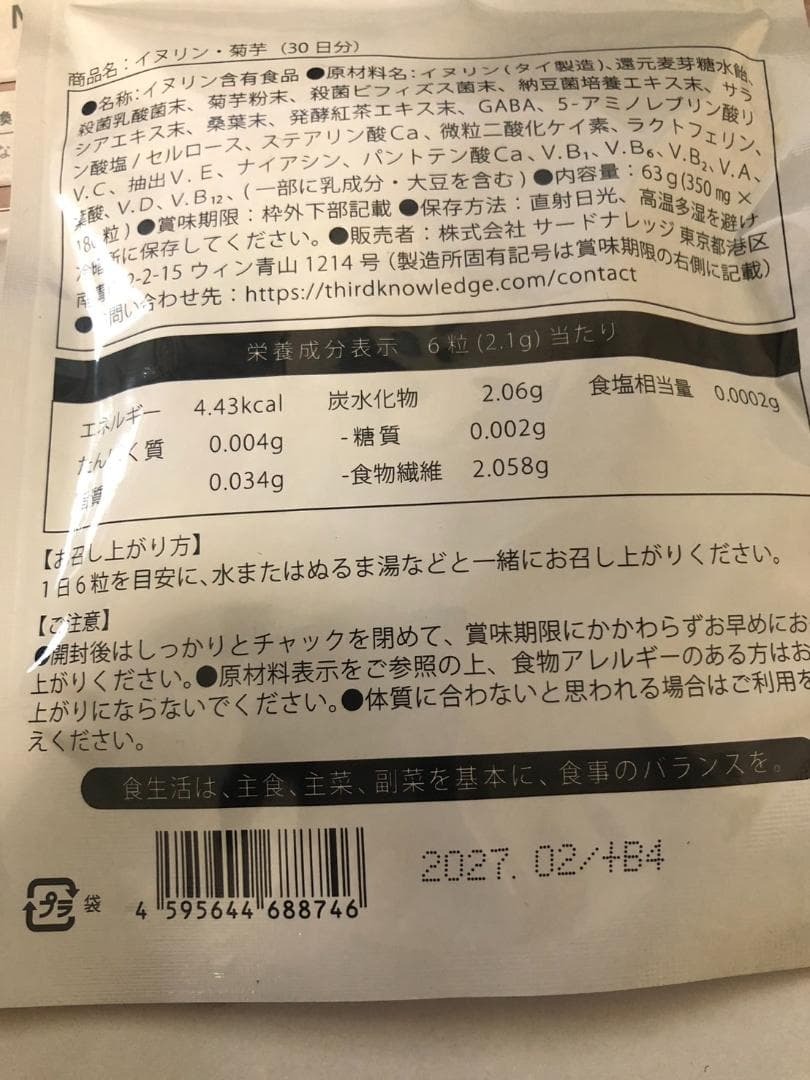 商品名：イヌリン・菊芋（30日分）
●名称：イヌリン含有食品 ●原材料名：イヌリン（タイ製造）、還元麦芽糖水飴、
殺菌乳酸菌末、菊芋粉末、殺菌ビフィズス菌末、納豆菌培養エキス末、サラ
シアエキス末、桑葉末、発酵紅茶エキス末、GABA、5-アミノレブリン酸リ
ン酸塩/セルロース、ステアリン酸Ca、微粒二酸化ケイ素、ラクトフェリン、
V.C、抽出V.E、ナイアシン、パントテン酸Ca、V.B₁、V.B₆、V.B₂、V.A、
葉酸、V.D、V.B₁₂、（一部に乳成分・大豆を含む）●内容量：63g(350mg×
180粒）●賞味期限：枠外下部記載 ●保存方法：直射日光、高温多湿を避け
冷暗所に保存してください。●販売者：株式会社 サードナレッジ 東京都港区
南青 2-2-15 ウィン青山 1214号（製造所固有記号は賞味期限の右側に記載）
●問い合わせ先：https://thirdknowledge.com/contact
栄養成分表示 6粒(2.1g)当たり
エネルギー 4.43kcal 炭水化物 2.06g 食塩相当量 0.0002g
たんぱく質 0.004g -糖質 0.002g
脂質 0.034g -食物繊維 2.058g
【お召し上がり方】
1日6粒を目安に、水またはぬるま湯などと一緒にお召し上がりください。
【ご注意】
●開封後はしっかりとチャックを閉めて、賞味期限にかかわらずお早めにお
上がりください。●原材料表示をご参照の上、食物アレルギーのある方はお
上がりにならないでください。●体質に合わないと思われる場合はご利用を
えください。
食生活は、主食、主菜、副菜を基本に、食事のバランスを。
プラ 袋
4 595644 688746
2027. 02/+B4